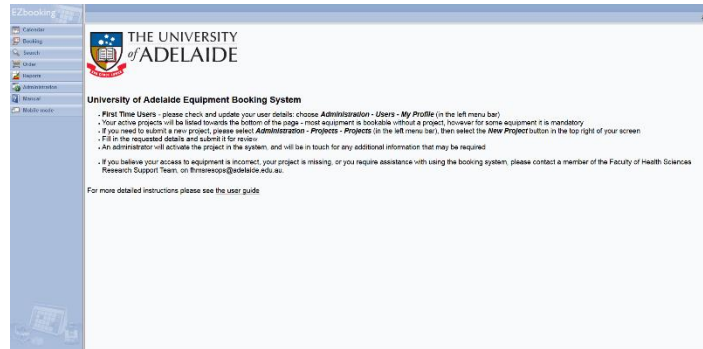 EZbooking
Calendar
Booking
Search
Order
Reports
Administration
Manual
Mobile mode
THE UNIVERSITY
of ADELAIDE
University of Adelaide Equipment Booking System
• First Time Users - please check and update your user details: choose Administration - Users - My Profile (in the left menu bar)
• Your active projects will be listed towards the bottom of the page - most equipment is bookable without a project, however for some equipment it is mandatory
• If you need to submit a new project, please select Administration - Projects - Projects (in the left menu bar), then select the New Project button in the top right of your screen
• Fill in the requested details and submit it for review
• An administrator will activate the project in the system, and will be in touch for any additional information that may be required
• If you believe your access to equipment is incorrect, your project is missing, or you require assistance with using the booking system, please contact a member of the Faculty of Health Sciences
Research Support Team, on fhmsresops@adelaide.edu.au.
For more detailed instructions please see the user guide